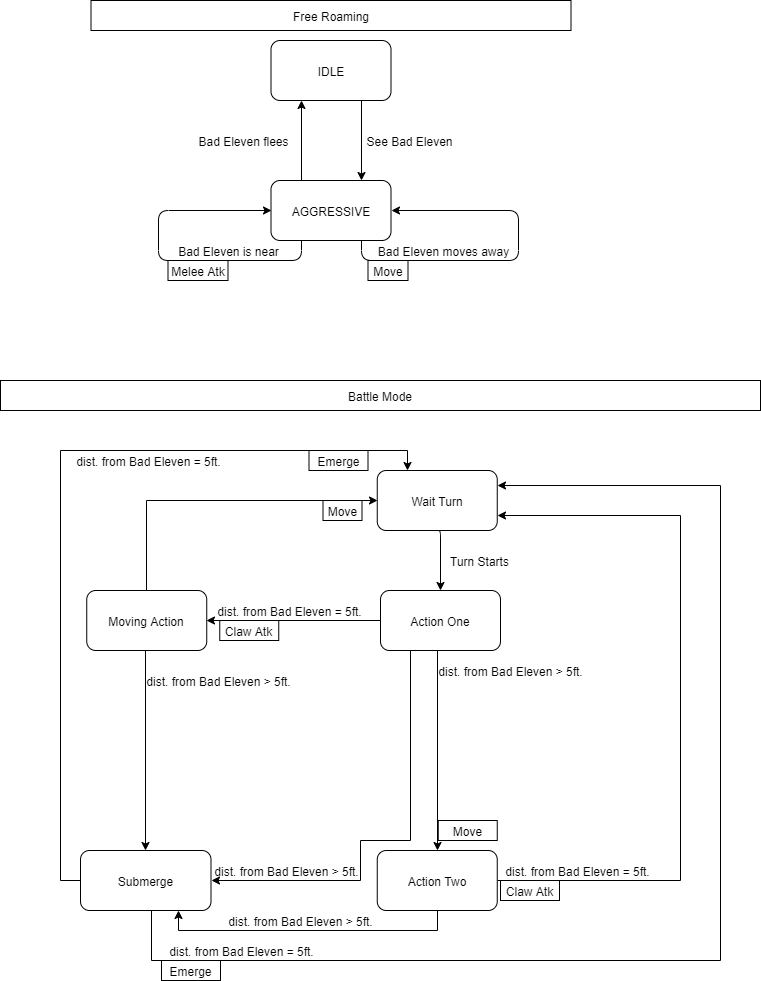 Free Roaming
IDLE
Bad Eleven flees
See Bad Eleven
AGGRESSIVE
Bad Eleven is near
Bad Eleven moves away
Melee Atk
Move
Battle Mode
dist. from Bad Eleven = 5ft.
Emerge
Wait Turn
Move
Turn Starts
Moving Action
dist. from Bad Eleven = 5ft.
Claw Atk
Action One
dist. from Bad Eleven > 5ft.
dist. from Bad Eleven > 5ft.
Move
Submerge
dist. from Bad Eleven > 5ft.
Action Two
dist. from Bad Eleven = 5ft.
Claw Atk
dist. from Bad Eleven > 5ft.
dist. from Bad Eleven = 5ft.
Emerge